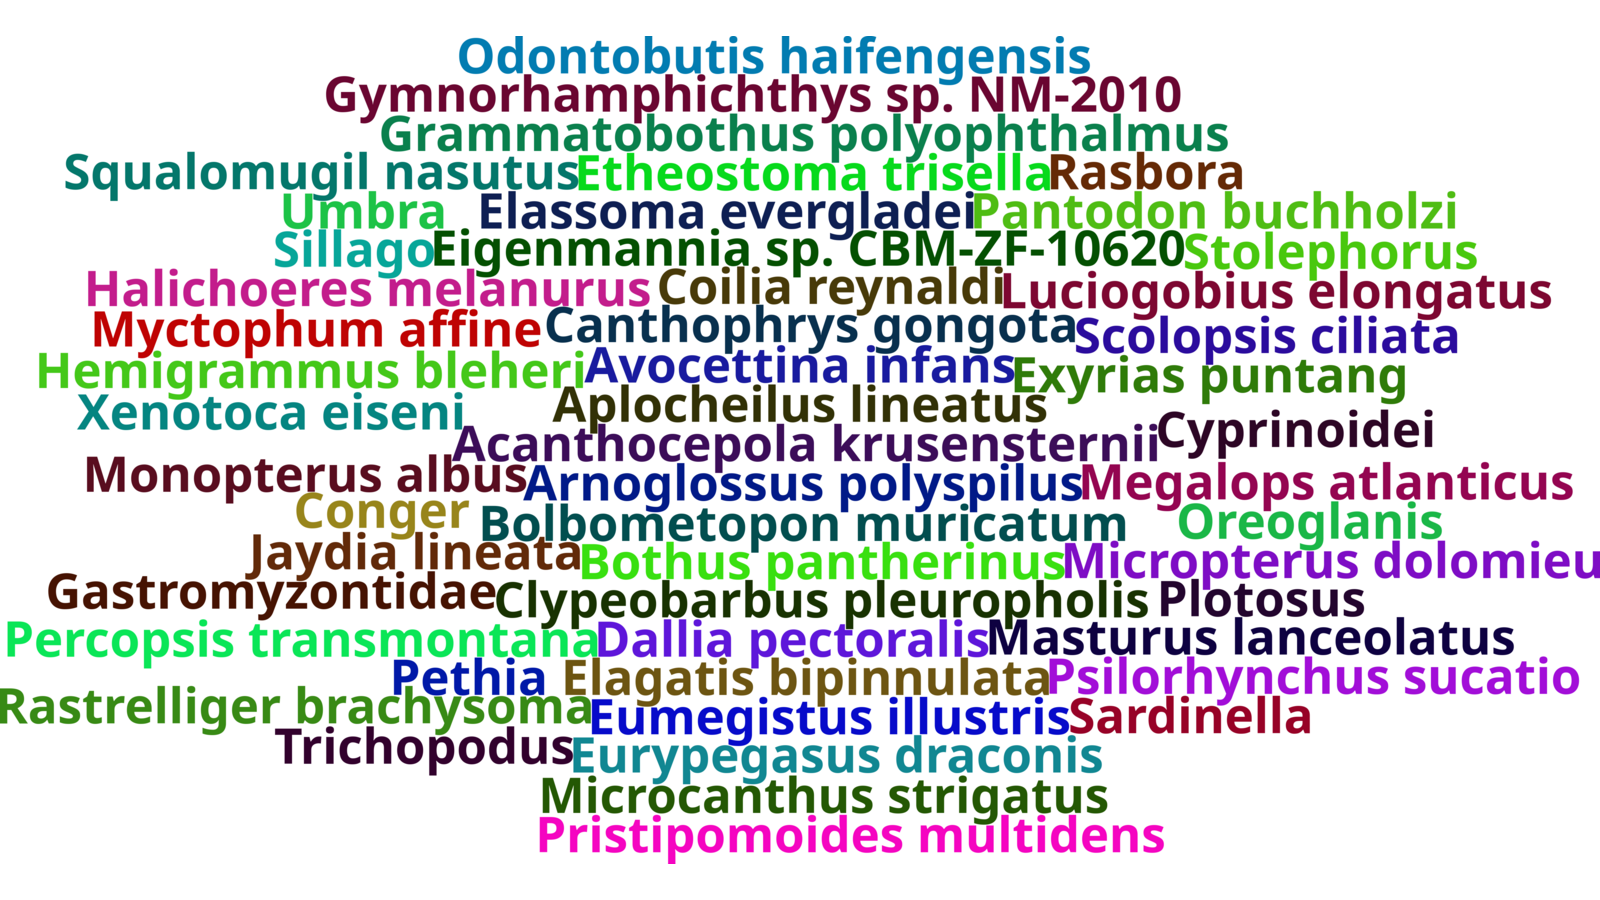 Odontobutis haifengensis
Gymnorhamphichthys sp. NM-2010
Grammatobothus polyophthalmus
Squalomugil nasutus Etheostoma trisella Rasbora
Umbra Elassoma evergladei Pantodon buchholzi
Sillago Eigenmannia sp. CBM-ZF-10620 Stolephorus
Halichoeres melanurus Coilia reynaldi Luciogobius elongatus
Myctophum affine Canthophrys gongota Scolopsis ciliata
Hemigrammus bleheri Avocettina infans Exyrias puntang
Xenotoca eiseni Aplocheilus lineatus Cyprinoidei
Acanthocepola krusensternii
Monopterus albus Arnoglossus polyspilus Megalops atlanticus
Conger Bolbometopon muricatum Oreoglanis
Jaydia lineata Bothus pantherinus Micropterus dolomieu
Gastromyzontidae Clypeobarbus pleuropholis Plotosus
Percopsis transmontana Dallia pectoralis Masturus lanceolatus
Pethia Elagatis bipinnulata Psilorhynchus sucatio
Rastrelliger brachysoma Eumegistus illustris Sardinella
Trichopodus Eurypegasus draconis
Microcanthus strigatus
Pristipomoides multidens